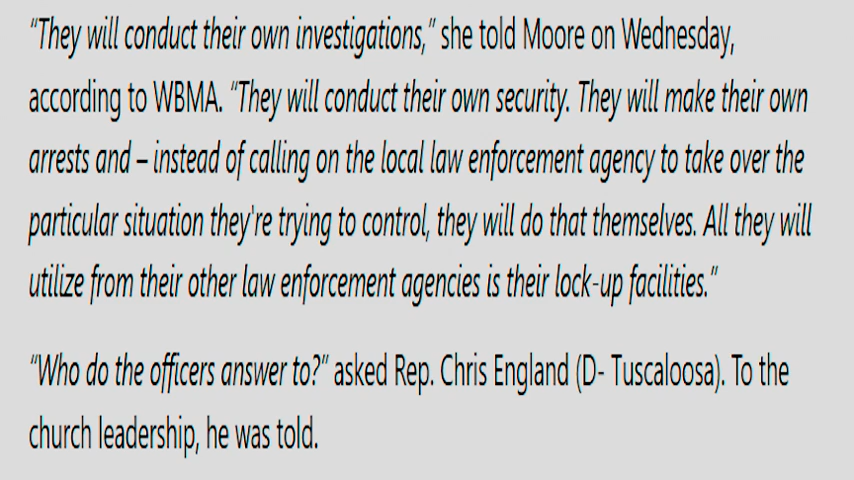 “They will conduct their own investigations,” she told Moore on Wednesday,
according to WBMA. “They will conduct their own security. They will make their own
arrests and – instead of calling on the local law enforcement agency to take over the
particular situation they're trying to control, they will do that themselves. All they will
utilize from their other law enforcement agencies is their lock-up facilities.”
“Who do the officers answer to?” asked Rep. Chris England (D- Tuscaloosa). To the
church leadership, he was told.